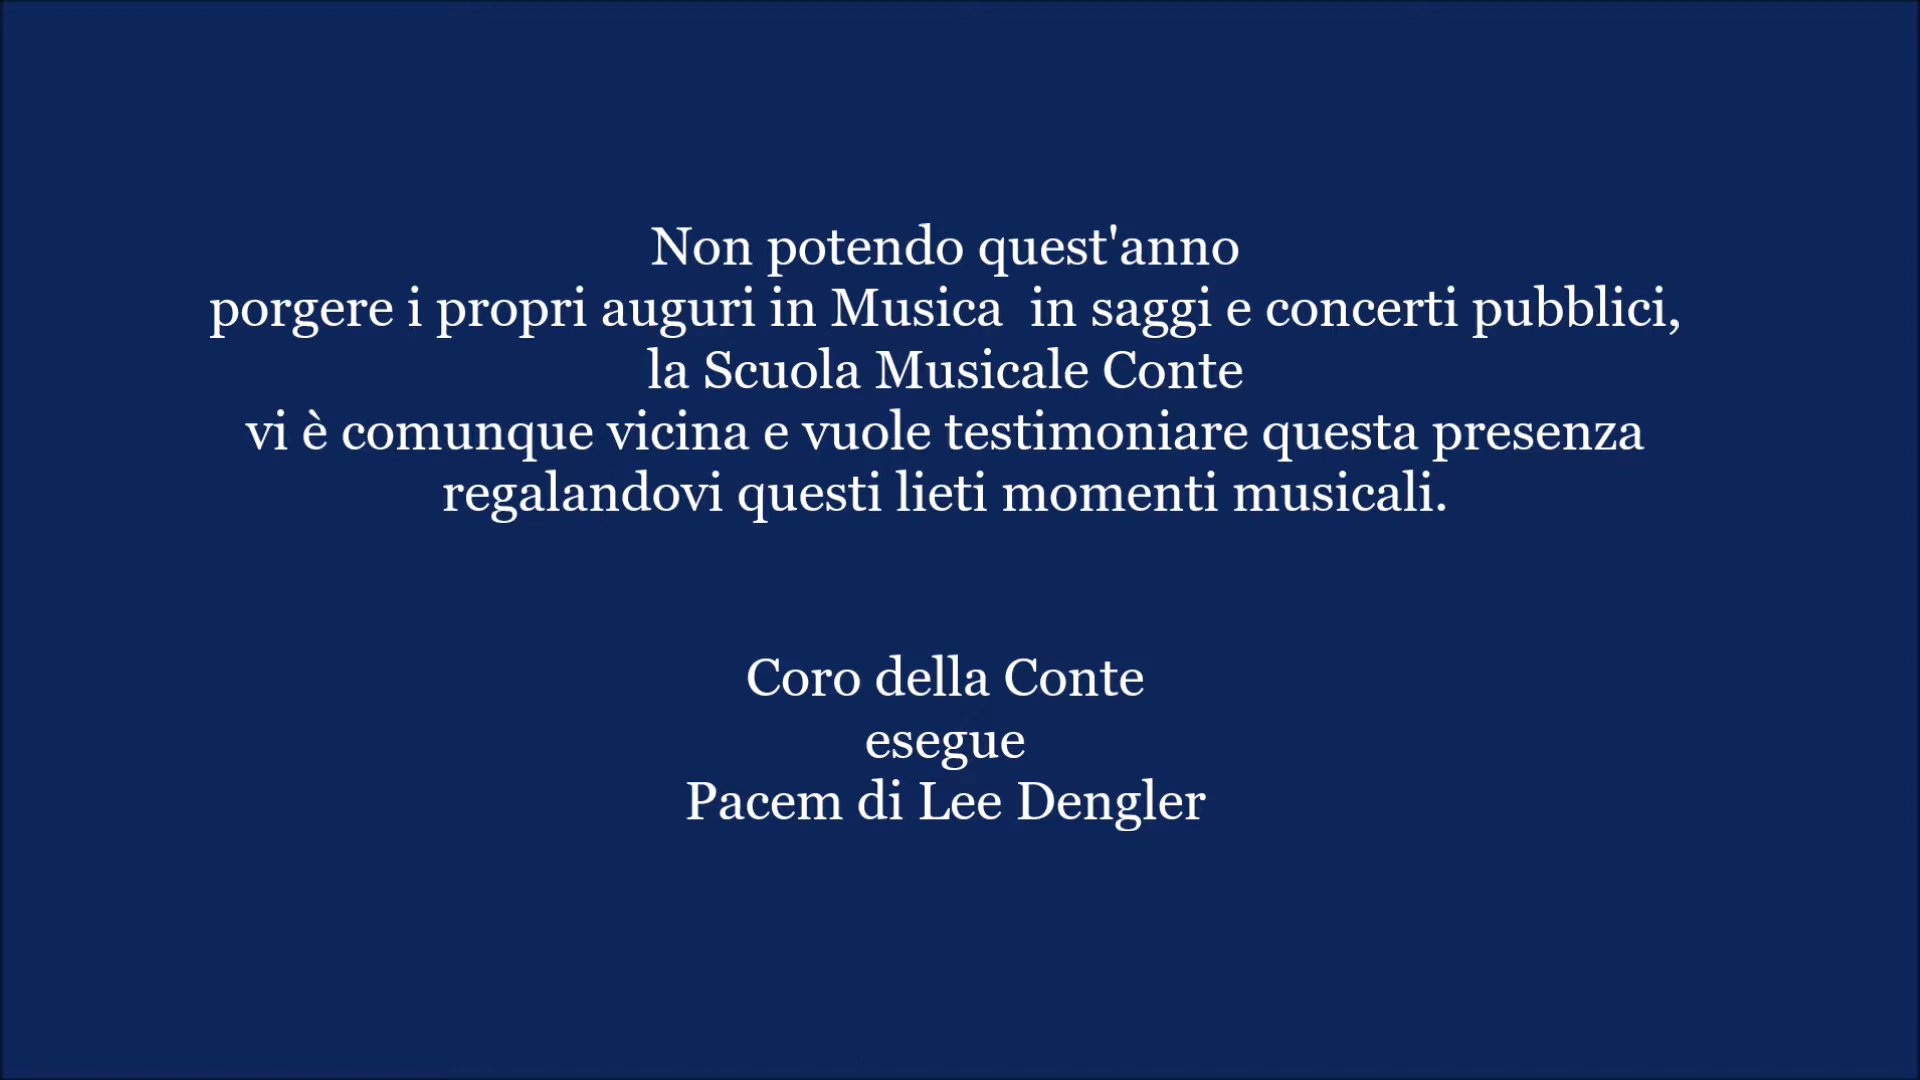 Non potendo quest'anno
porgere i propri auguri in Musica  in saggi e concerti pubblici,
la Scuola Musicale Conte
vi è comunque vicina e vuole testimoniare questa presenza
regalandovi questi lieti momenti musicali.
Coro della Conte
esegue
Pacem di Lee Dengler